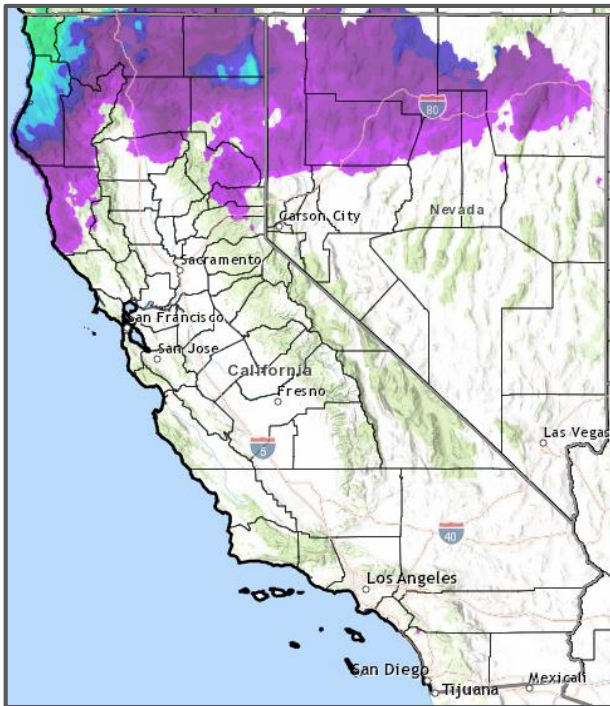 80
Carson City
Nevada
Sacramento
San Francisco
San Jose
California
Fresno
Las Vegas
5
40
Los Angeles
San Diego
Mexicali
Tijuana